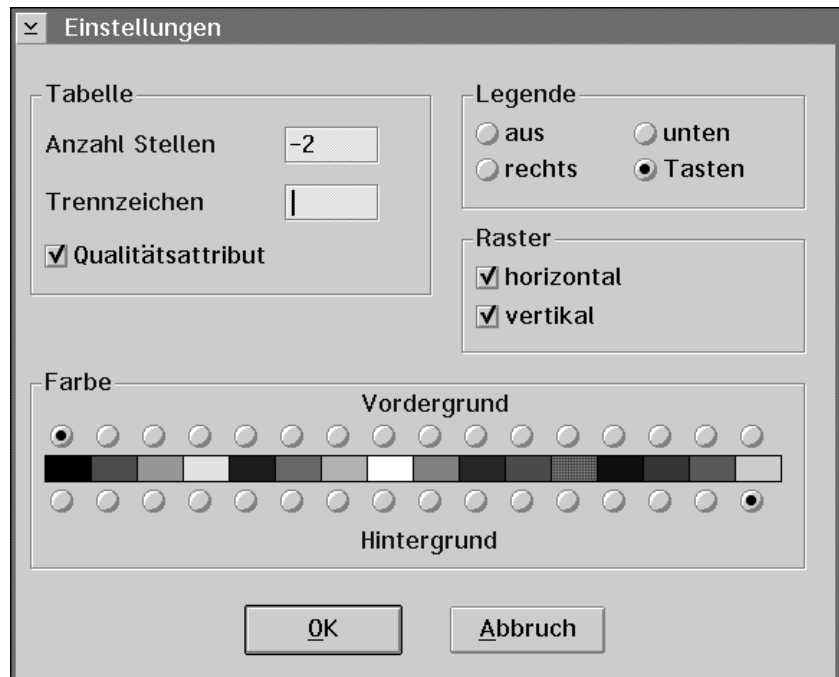 Einstellungen
Tabelle
Anzahl Stellen -2
Trennzeichen
Qualitätsattribut
Legende
aus unten
rechts Tasten
Raster
horizontal
vertikal
Farbe
Vordergrund
Hintergrund
OK Abbruch